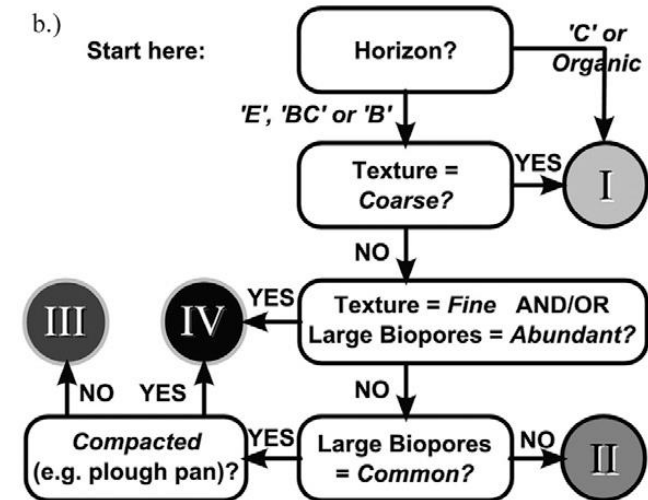 b.)
Start here:
Horizon?
'C' or
Organic
'E', 'BC' or 'B'
Texture =
Coarse?
YES
I
NO
III
IV
YES
Texture = Fine AND/OR
Large Biopores = Abundant?
NO
YES
NO
Compacted
(e.g. plough pan)?
YES
Large Biopores
= Common?
NO
II